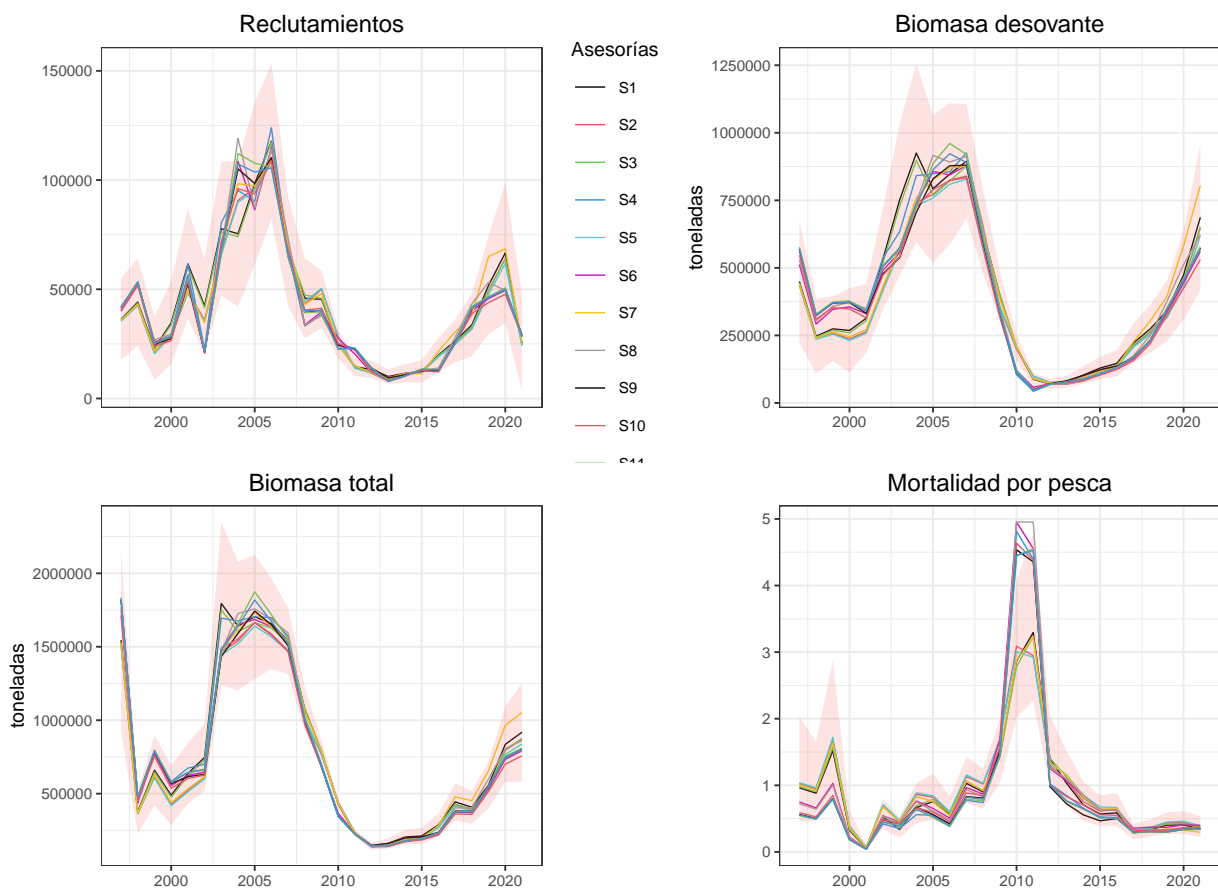 Reclutamientos
150000
100000
50000
0
2000
2005
2010
2015
2020
Asesorías
S1
S2
S3
S4
S5
S6
S7
S8
S9
S10
S11
Biomasa desovante
toneladas
1250000
1000000
750000
500000
250000
0
2000
2005
2010
2015
2020
Biomasa total
toneladas
2000000
1500000
1000000
500000
2000
2005
2010
2015
2020
Mortalidad por pesca
5
4
3
2
1
0
2000
2005
2010
2015
2020